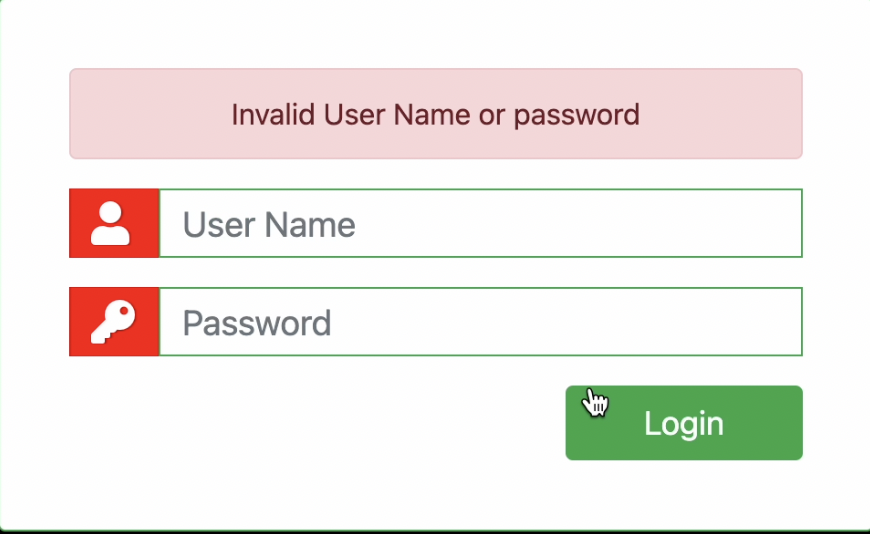 Invalid User Name or password
User Name
Password
Login